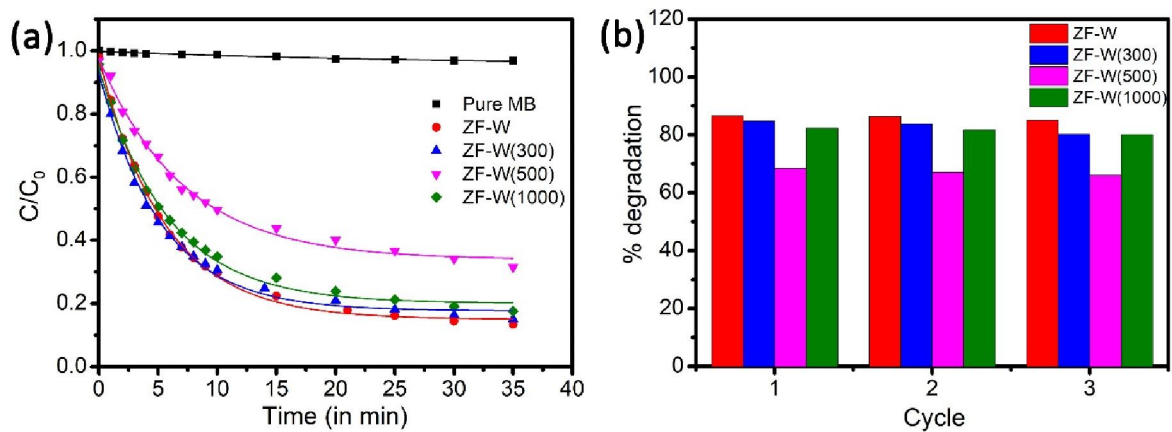 (a)
1.0
0.8
0.6
0.4
0.2
0.0
C/C0
Pure MB
ZF-W
ZF-W(300)
ZF-W(500)
ZF-W(1000)
0 5 10 15 20 25 30 35 40
Time (in min)
(b)
120
100
80
60
40
20
0
% degradation
ZF-W
ZF-W(300)
ZF-W(500)
ZF-W(1000)
1 2 3
Cycle